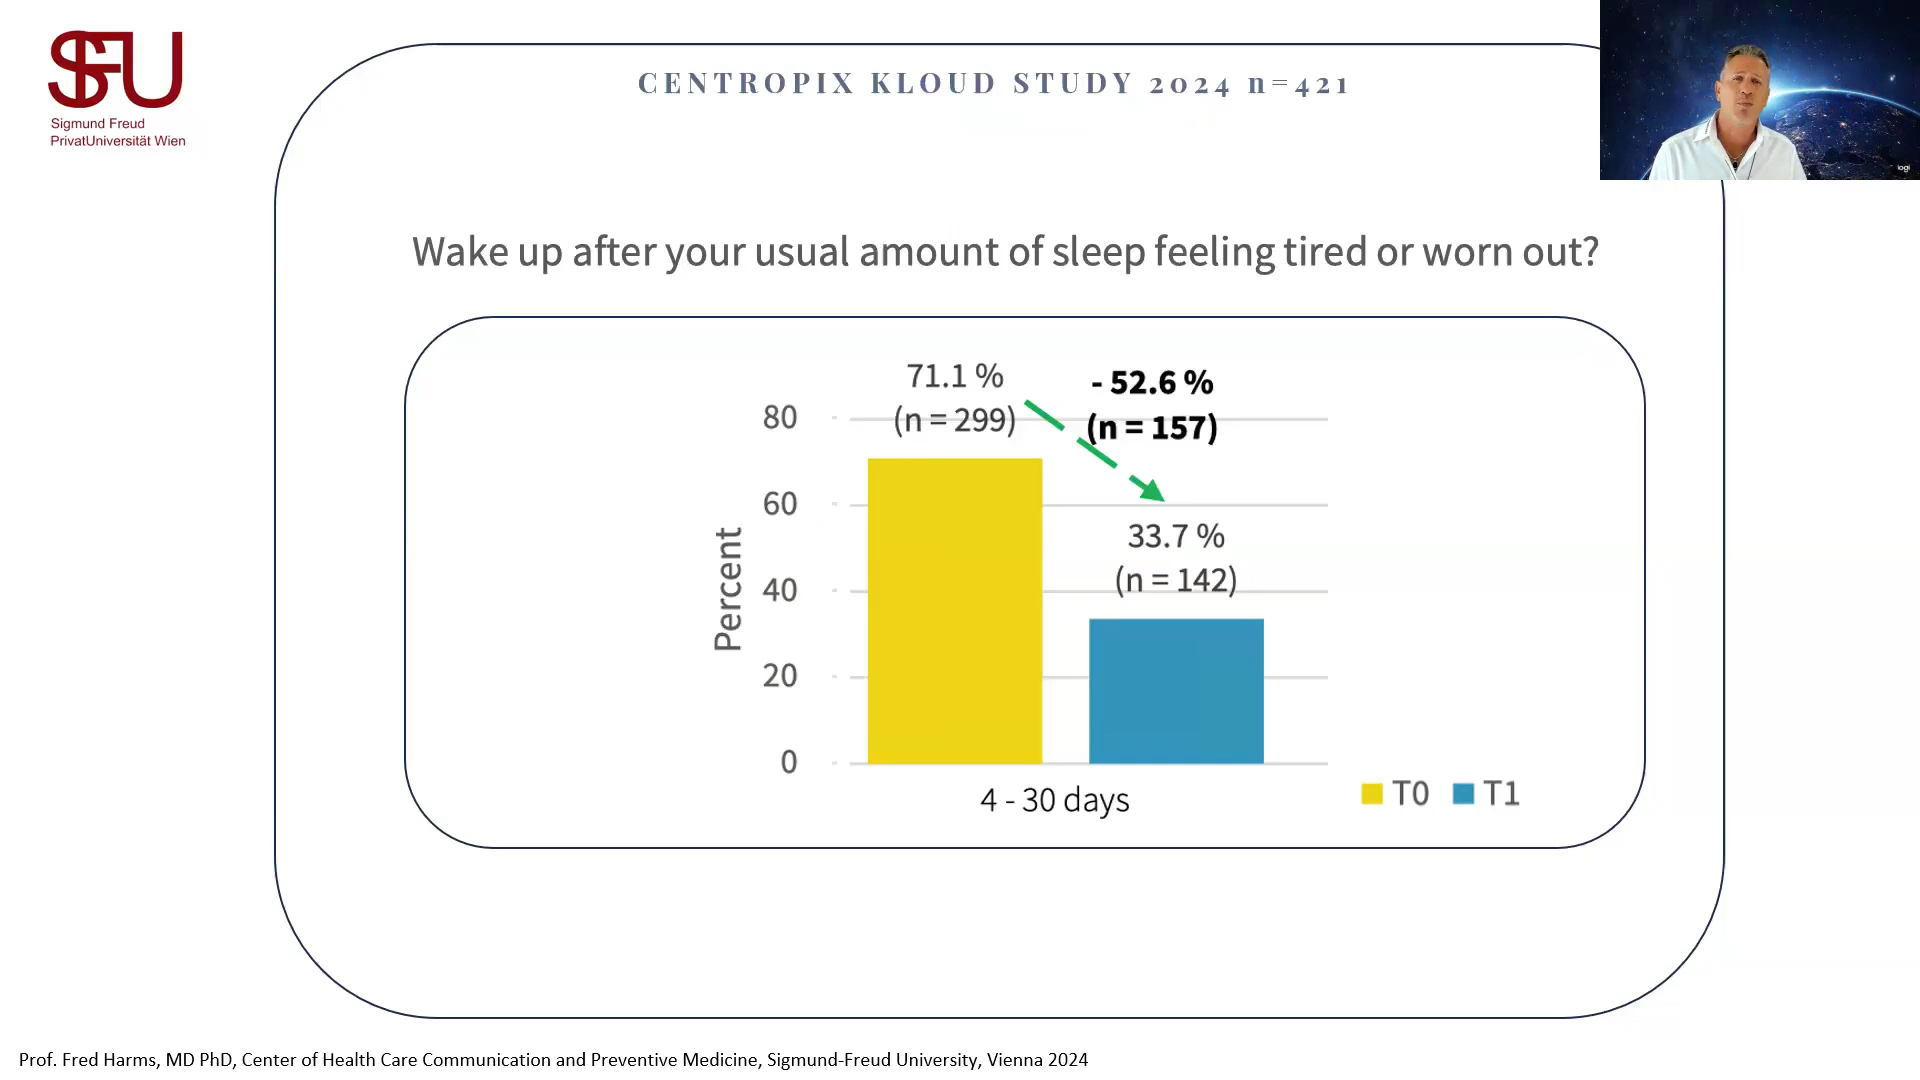 SFU
Sigmund Freud
PrivatUniversität Wien
CENTROPIX KLOUD STUDY 2024 n=421
logi
Wake up after your usual amount of sleep feeling tired or worn out?
71.1 %
(n = 299)
- 52.6 %
(n = 157)
33.7 %
(n = 142)
Percent
80
60
40
20
0
4 - 30 days
T0 T1
Prof. Fred Harms, MD PhD, Center of Health Care Communication and Preventive Medicine, Sigmund-Freud University, Vienna 2024